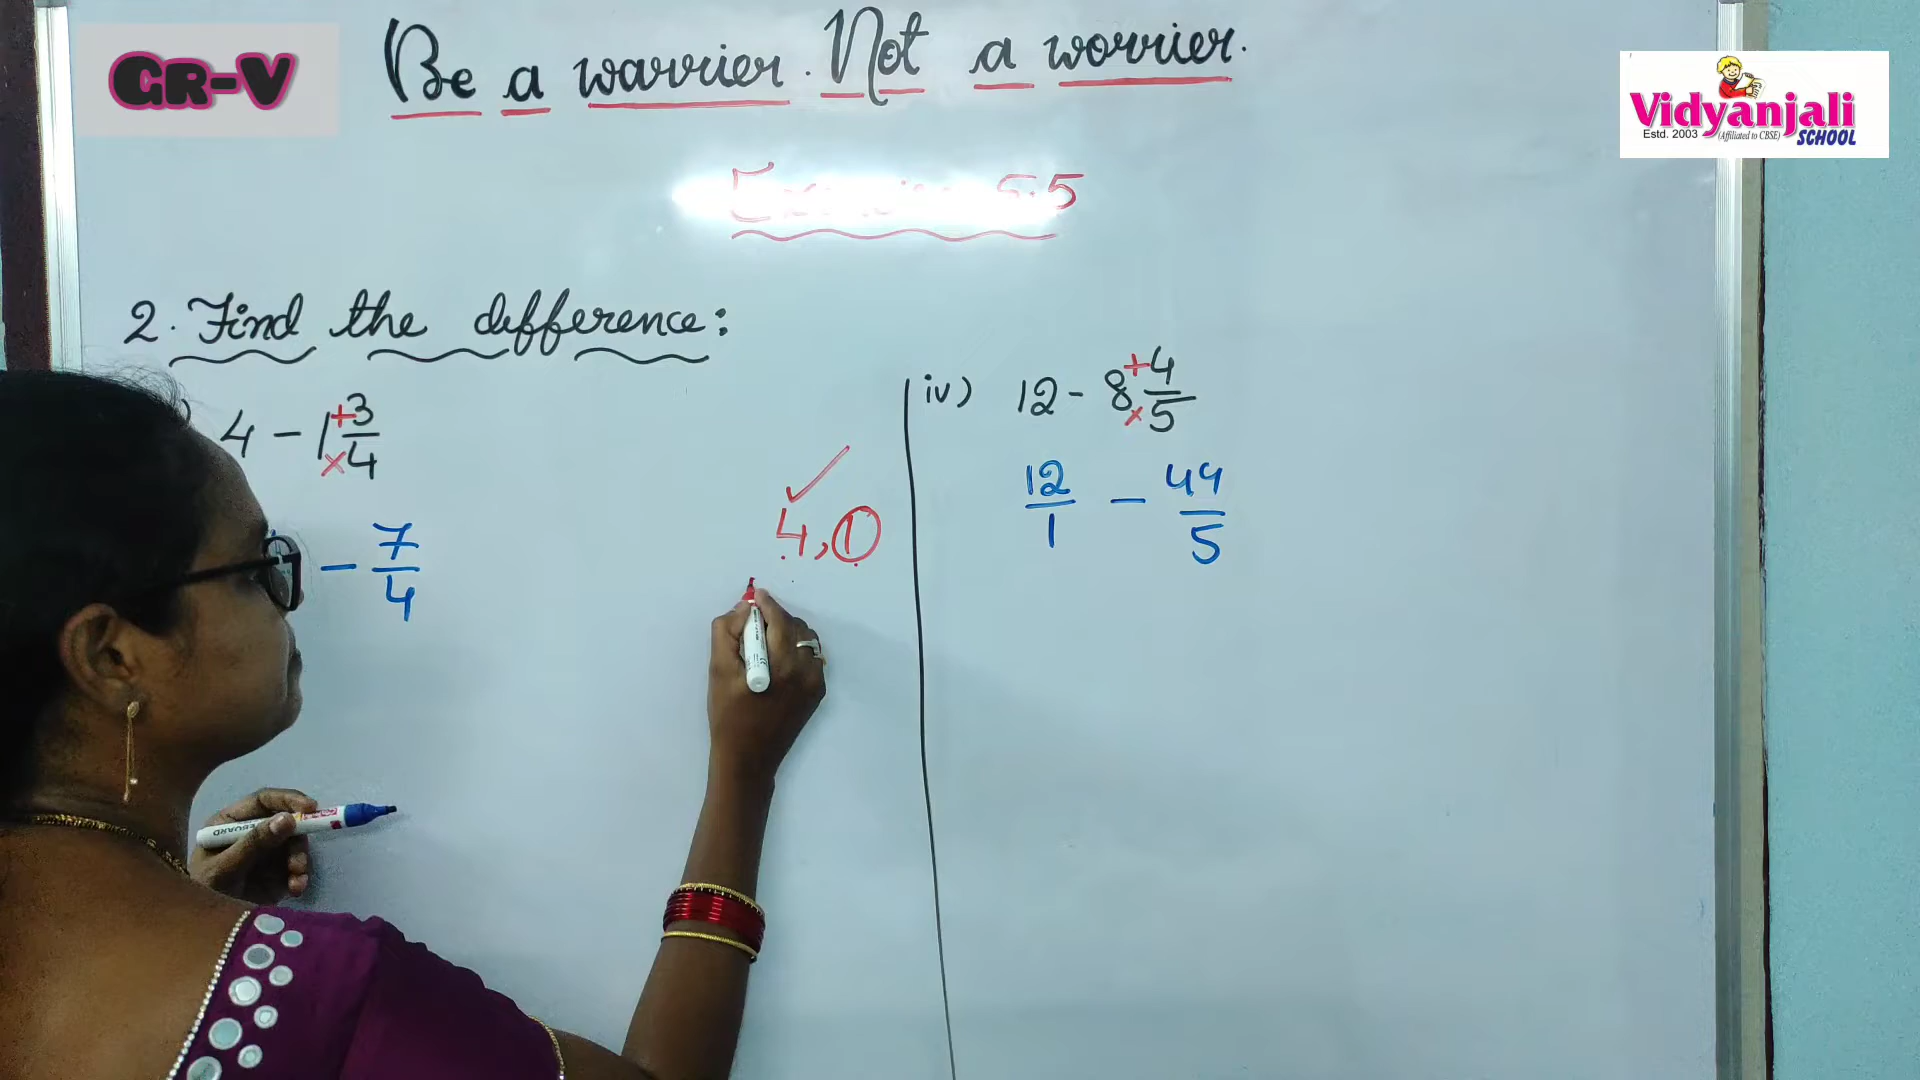 GR-V
Be a warrier. Not a worrier.
Vidyanjali
Estd. 2003 (Affiliated to CBSE) SCHOOL
5.5
2. Find the difference:
) 4 - 1 + 3/4 ×
- 7/4
4, 1
iv) 12 - 8 + 4/5 ×
12/1 - 44/5